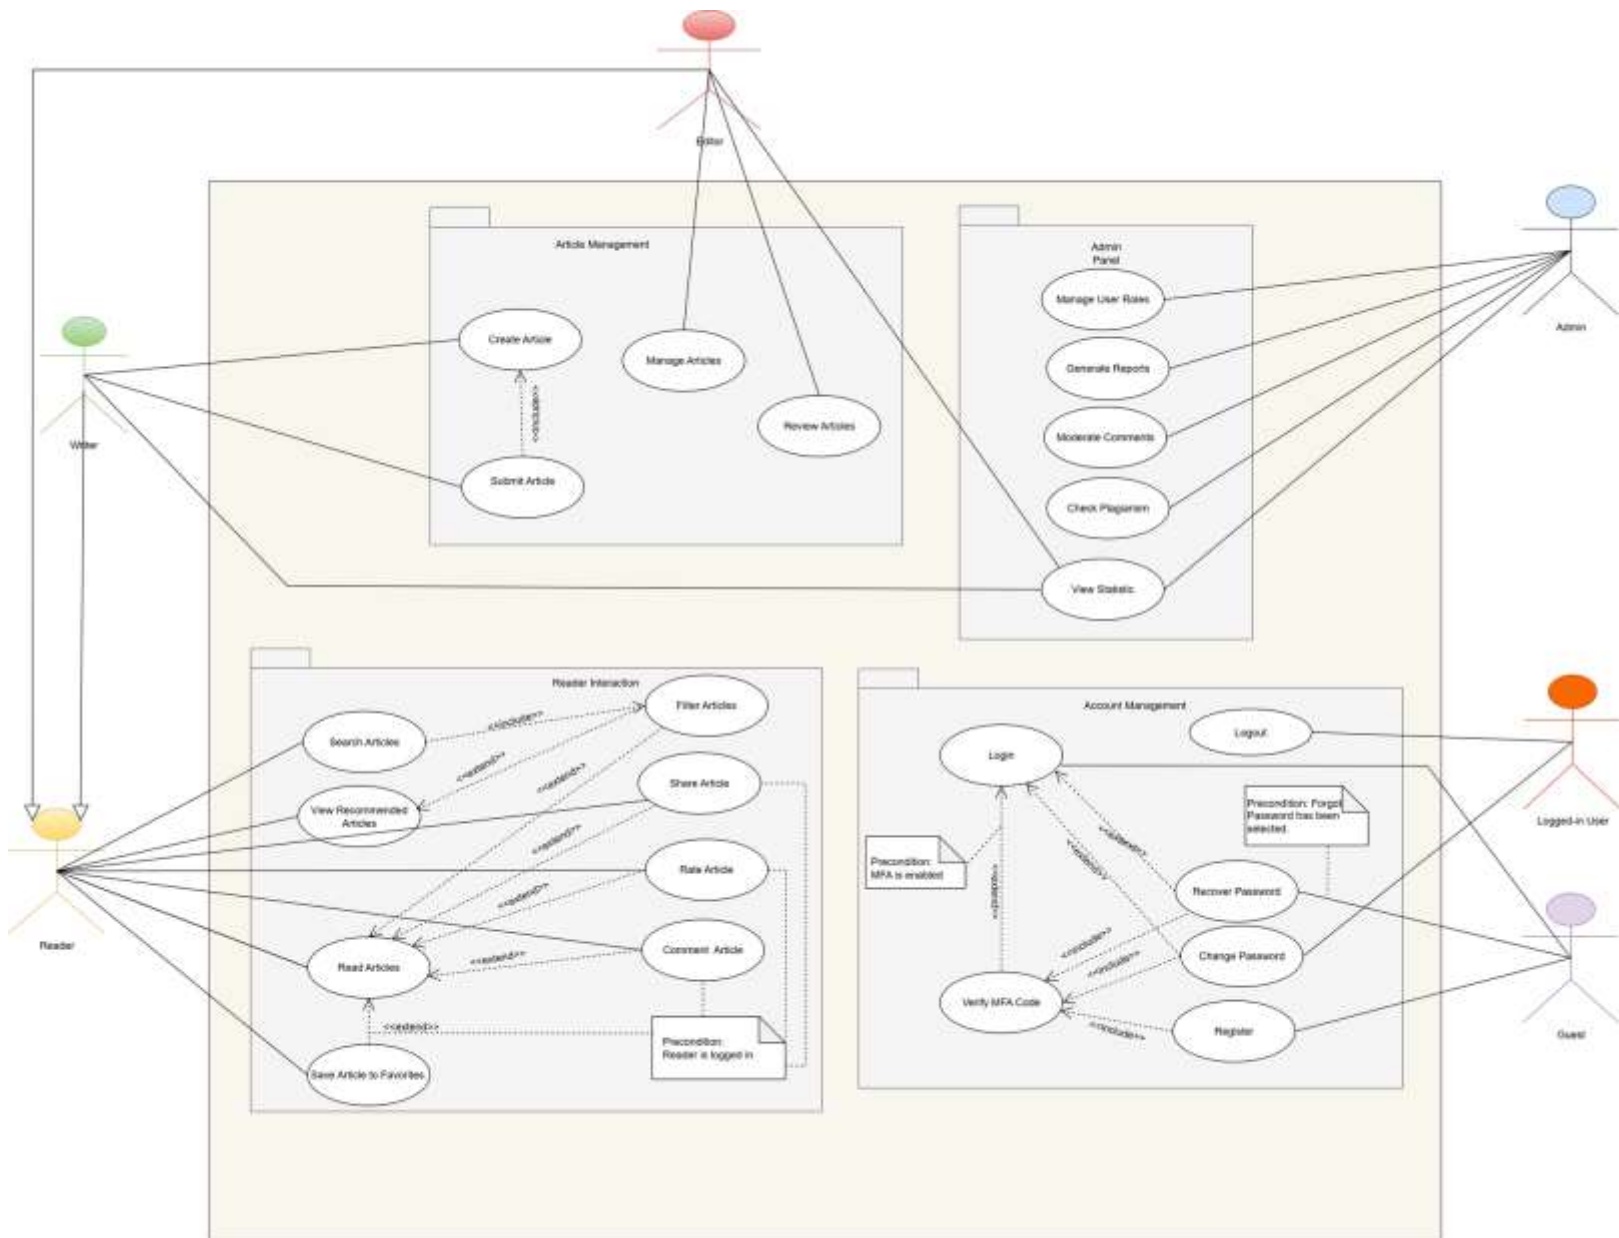 Editor
Article Management
Admin
Panel
Manage User Roles
Admin
Create Article
Manage Articles
Generate Reports
<<include>>
Review Articles
Moderate Comments
Writer
Submit Article
Check Plagiarism
View Statistic
Reader Interaction
Filter Articles
Account Management
<<include>>
Search Articles
Logout
Login
<<extend>>
<<extend>>
Share Article
View Recommended
Articles
Precondition: Forgot
Password has been
selected.
Logged-in User
<<extend>>
<<extend>>
<<extend>>
Precondition:
MFA is enabled
Rate Article
<<extend>>
<<extend>>
Recover Password
Reader
Comment Article
<<include>>
<<extend>>
Read Articles
<<include>>
Change Password
Verify MFA Code
<<extend>>
Precondition:
Reader is logged in
<<include>>
Register
Guest
Save Article to Favorites